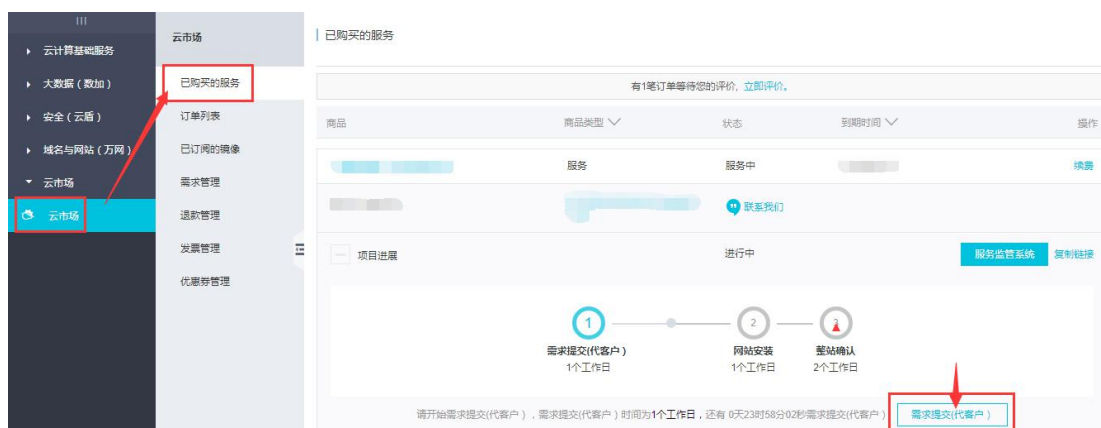 云计算基础服务
大数据（数加）
安全（云盾）
域名与网站（万网）
云市场
云市场
云市场
已购买的服务
订单列表
已订阅的镜像
需求管理
退款管理
发票管理
优惠券管理
已购买的服务
有1笔订单等待您的评价, 立即评价。
商品 商品类型 状态 到期时间 操作
服务 服务中 续费
联系我们
项目进展 进行中 服务监管系统 复制链接
1 2 3
需求提交(代客户） 网站安装 整站确认
1个工作日 1个工作日 2个工作日
请开始需求提交(代客户），需求提交(代客户）时间为1个工作日，还有 0天23时58分02秒需求提交(代客户） 需求提交(代客户）